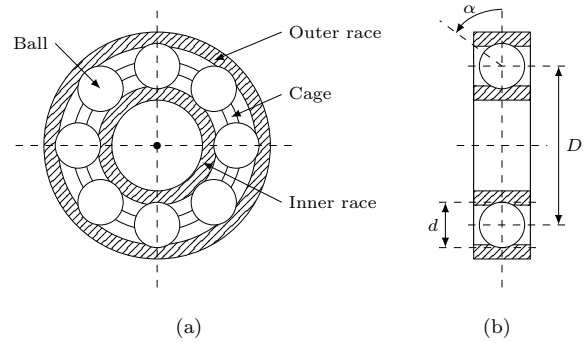 Ball
Outer race
Cage
Inner race
(a)
α
D
d
(b)